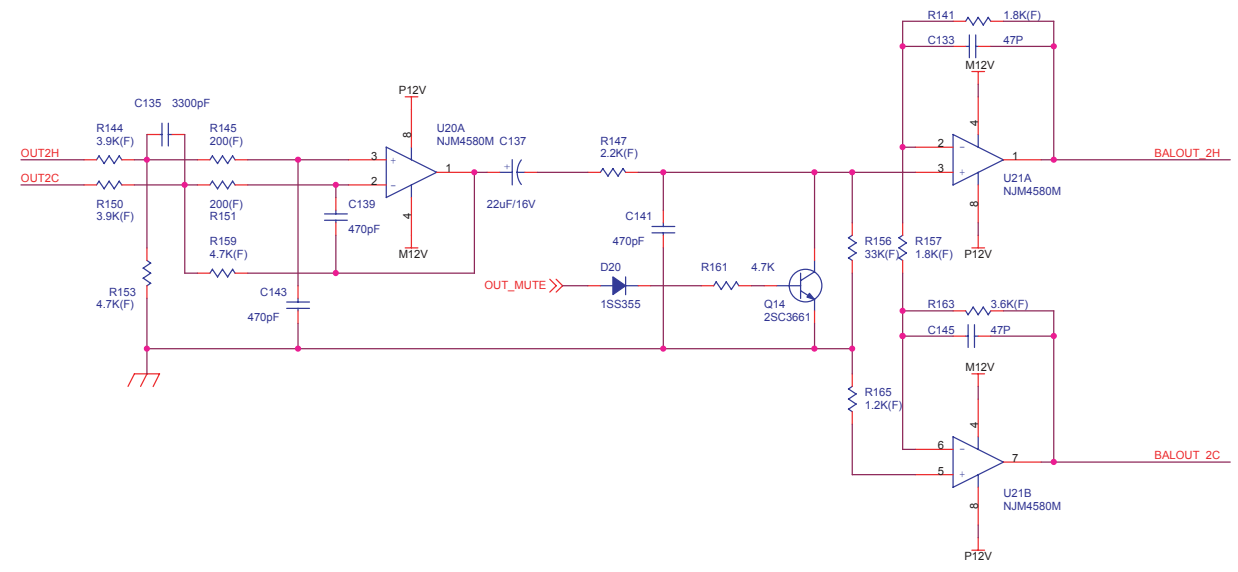 R141 1.8K(F)
C133 47P
M12V
P12V
C135 3300pF
4
8
R144
3.9K(F)
R145
200(F)
U20A
NJM4580M
C137
R147
2.2K(F)
2
OUT2H
3
1
BALOUT_2H
OUT2C
2
1
3
U21A
NJM4580M
R150
3.9K(F)
200(F)
R151
C139
470pF
22uF/16V
C141
470pF
4
8
R159
4.7K(F)
M12V
R156
33K(F)
R157
1.8K(F)
P12V
D20
R161 4.7K
OUT_MUTE
1SS355
R153
4.7K(F)
C143
470pF
Q14
2SC3661
R163 3.6K(F)
C145 47P
M12V
R165
1.2K(F)
4
6
7
BALOUT_2C
5
U21B
NJM4580M
8
P12V